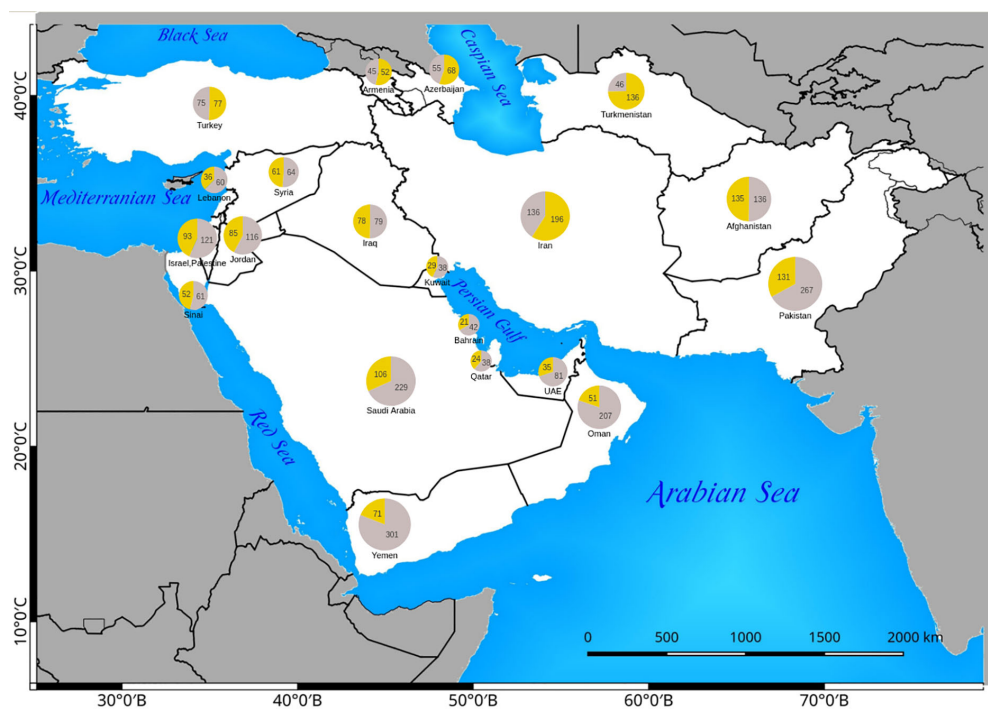 Black Sea
Caspian Sea
40°0'C
45
52
Armenia
55
68
Azerbaijan
46
136
Turkmenistan
75
77
Turkey
36
60
Lebanon
61
64
Syria
Mediterranian Sea
136
196
Iran
135
136
Afghanistan
93
121
Israel,Palestine
85
116
Jordan
78
79
Iraq
30°0'C
29
38
Kuwait
131
267
Pakistan
52
61
Sinai
Persian Gulf
21
42
Bahrain
24
38
Qatar
35
81
UAE
106
229
Saudi Arabia
51
207
Oman
Red Sea
20°0'C
Arabian Sea
71
301
Yemen
10°0'C
0 500 1000 1500 2000 km
30°0'B 40°0'B 50°0'B 60°0'B 70°0'B